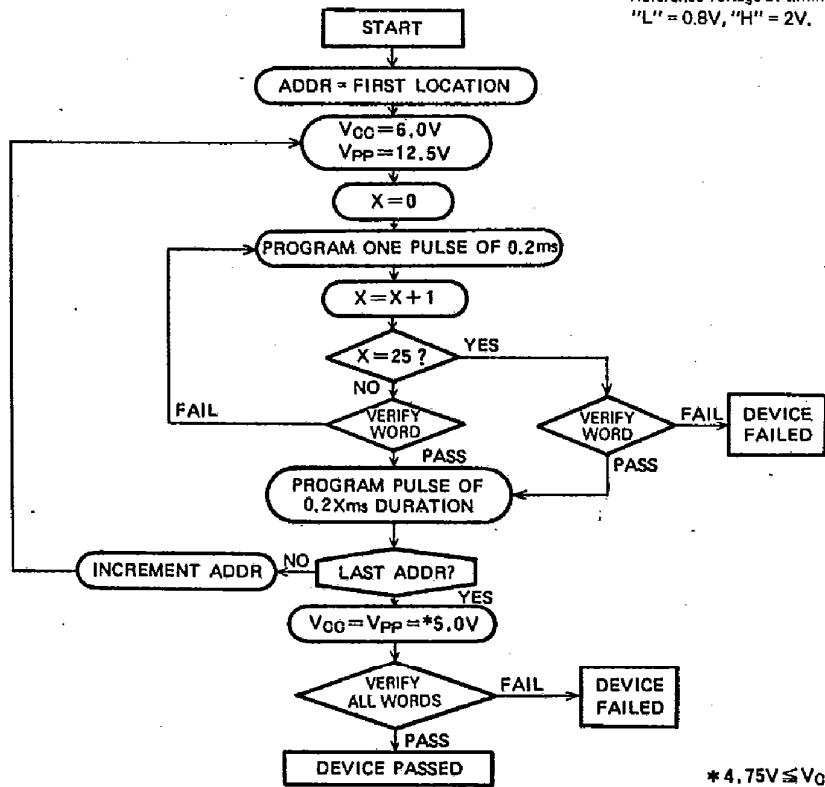 "L" = 0.8V, "H" = 2V.
START
ADDR = FIRST LOCATION
VCC=6.0V
VPP=12.5V
X=0
PROGRAM ONE PULSE OF 0.2ms
X=X+1
X=25 ?
YES
NO
FAIL
VERIFY
WORD
PASS
VERIFY
WORD
FAIL
PASS
DEVICE
FAILED
PROGRAM PULSE OF
0.2Xms DURATION
INCREMENT ADDR
NO
LAST ADDR?
YES
VCC=VPP=*5.0V
VERIFY
ALL WORDS
FAIL
DEVICE
FAILED
PASS
DEVICE PASSED
*4.75V≦VC